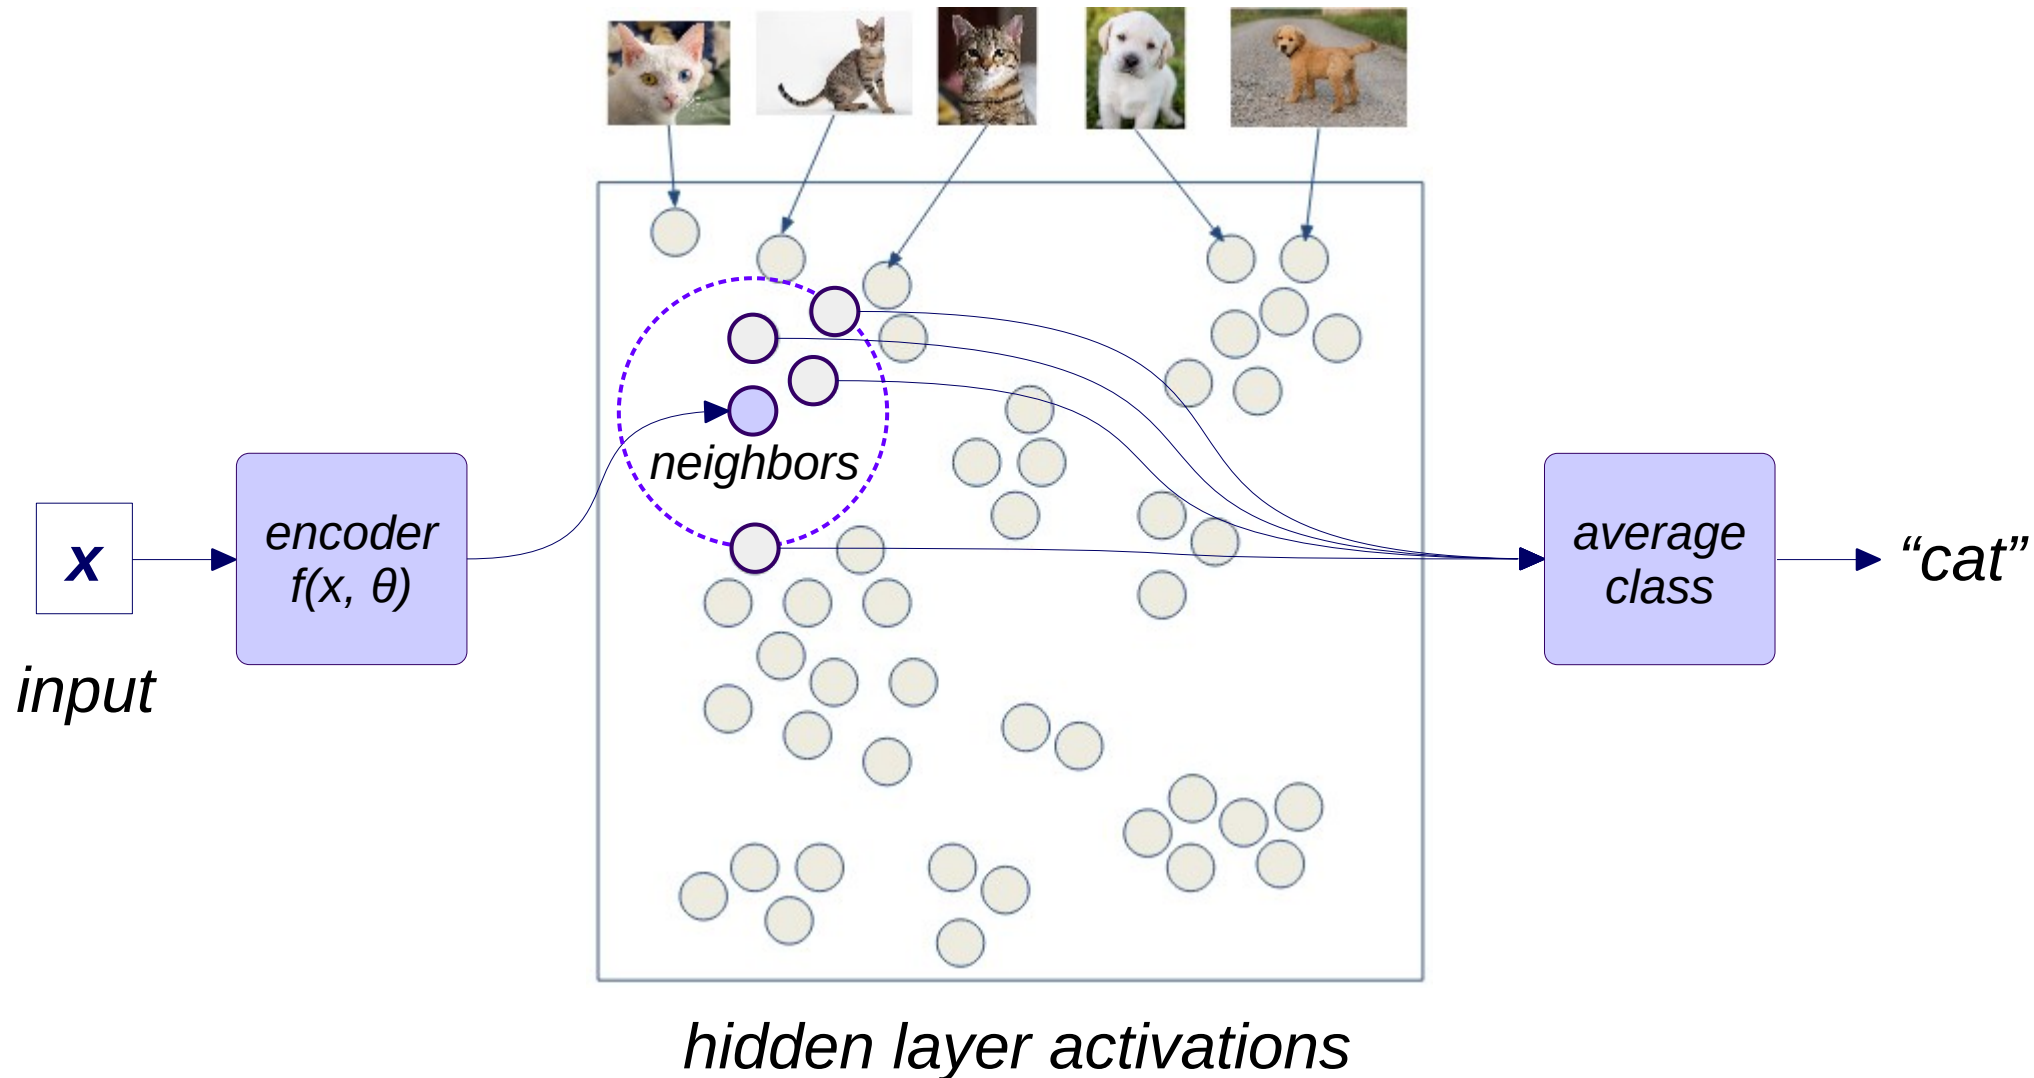 x
input
encoder
f(x, θ)
neighbors
average
class
“cat”
hidden layer activations